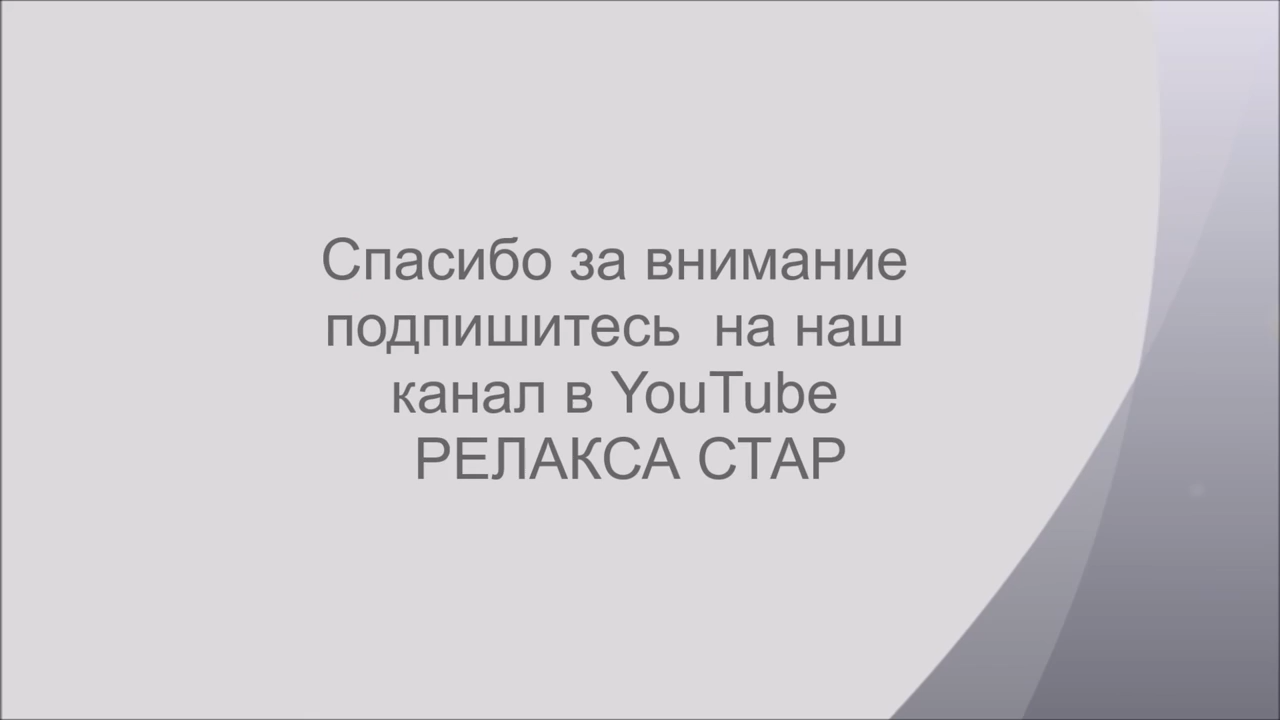 Спасибо за внимание
подпишитесь  на наш
канал в YouTube
РЕЛАКСА СТАР